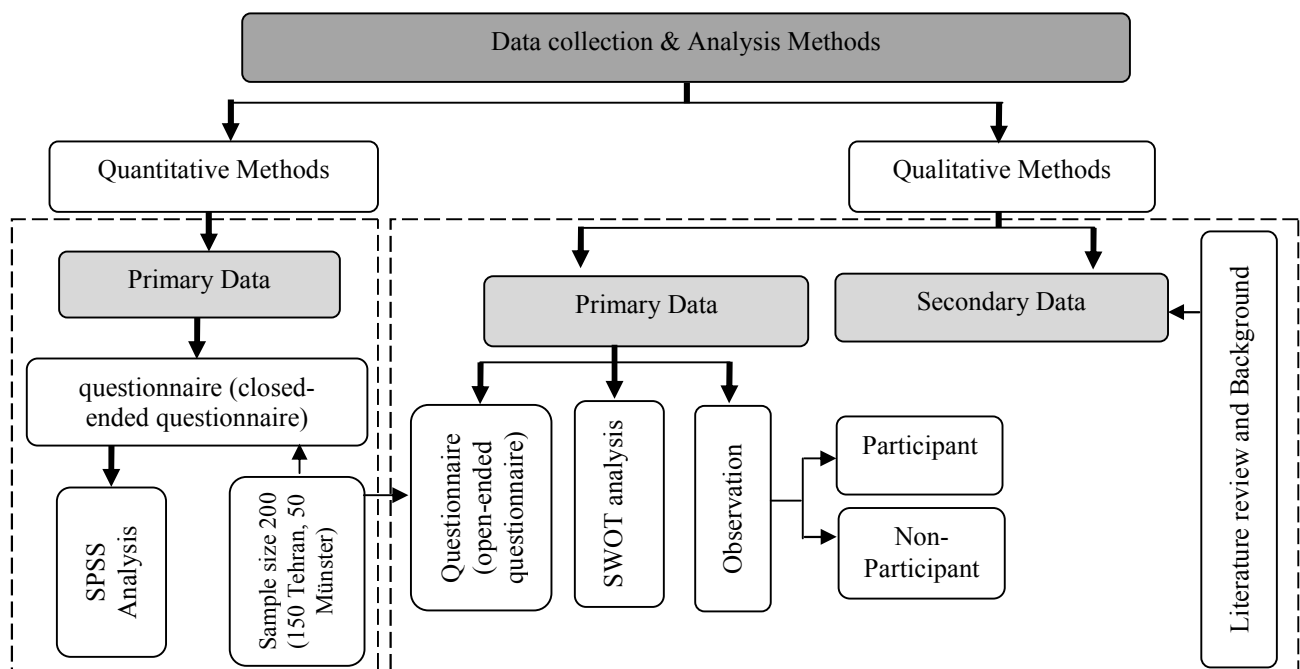 Data collection & Analysis Methods
Quantitative Methods
Qualitative Methods
Primary Data
Primary Data
Secondary Data
Literature review and Background
questionnaire (closed-
ended questionnaire)
SPSS
Analysis
Sample size 200
(150 Tehran, 50
Münster)
Questionnaire
(open-ended
questionnaire)
SWOT analysis
Observation
Participant
Non-
Participant